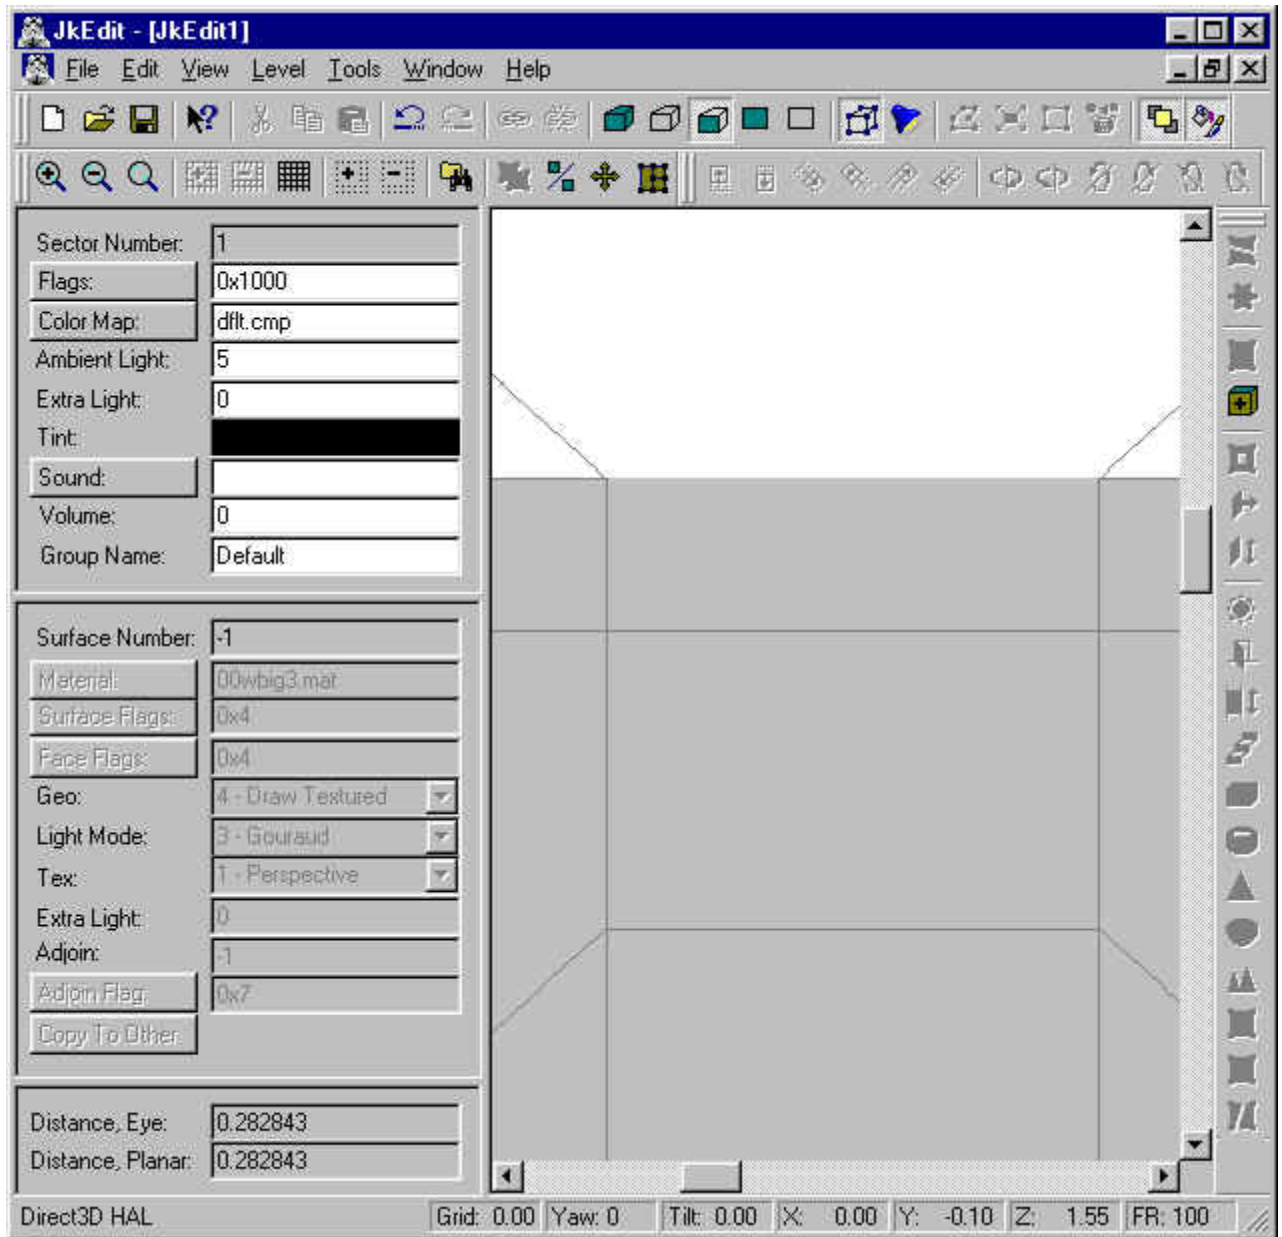 JkEdit - [JkEdit1]
File Edit View Level Tools Window Help
Sector Number: 1
Flags: 0x1000
Color Map: dflt.cmp
Ambient Light: 5
Extra Light: 0
Tint:
Sound:
Volume: 0
Group Name: Default
Surface Number: -1
Material: 00wbig3.mat
Surface Flags: 0x4
Face Flags: 0x4
Geo: 4 - Draw Textured
Light Mode: 3 - Gouraud
Tex: 1 - Perspective
Extra Light: 0
Adjoin: -1
Adjoin Flag: 0x7
Copy To Other.
Distance, Eye: 0.282843
Distance, Planar: 0.282843
Direct3D HAL Grid: 0.00 Yaw: 0 Tilt: 0.00 X: 0.00 Y: -0.10 Z: 1.55 FR: 100